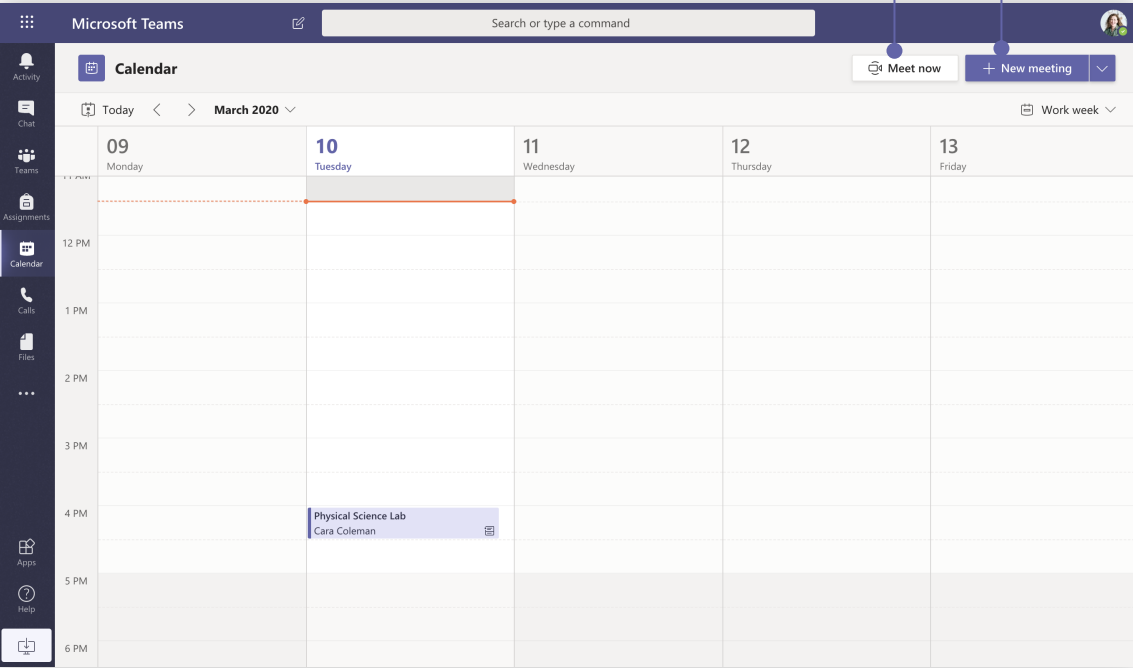 Microsoft Teams
Search or type a command
Activity
Chat
Teams
Assignments
Calendar
Calls
Files
Apps
Help
Calendar
Meet now
New meeting
Today
March 2020
Work week
09
Monday
10
Tuesday
11
Wednesday
12
Thursday
13
Friday
11 AM
12 PM
1 PM
2 PM
3 PM
4 PM
Physical Science Lab
Cara Coleman
5 PM
6 PM